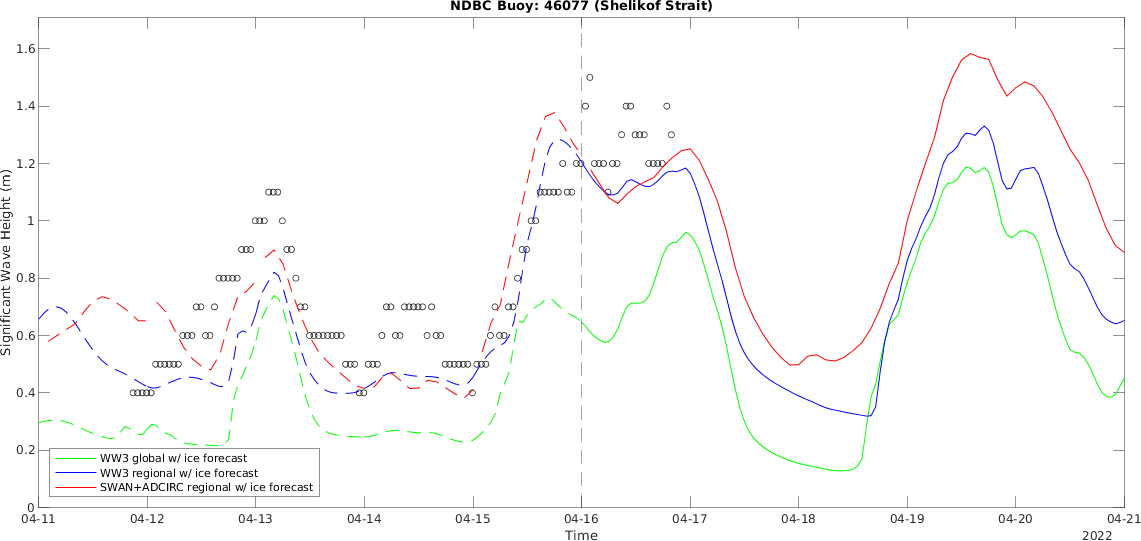 NDBC Buoy: 46077 (Shelikof Strait)
Significant Wave Height (m)
1.6
1.4
1.2
1
0.8
0.6
0.4
0.2
0
WW3 global w/ ice forecast
WW3 regional w/ ice forecast
SWAN+ADCIRC regional w/ ice forecast
04-11 04-12 04-13 04-14 04-15 04-16 04-17 04-18 04-19 04-20 04-21
Time
2022